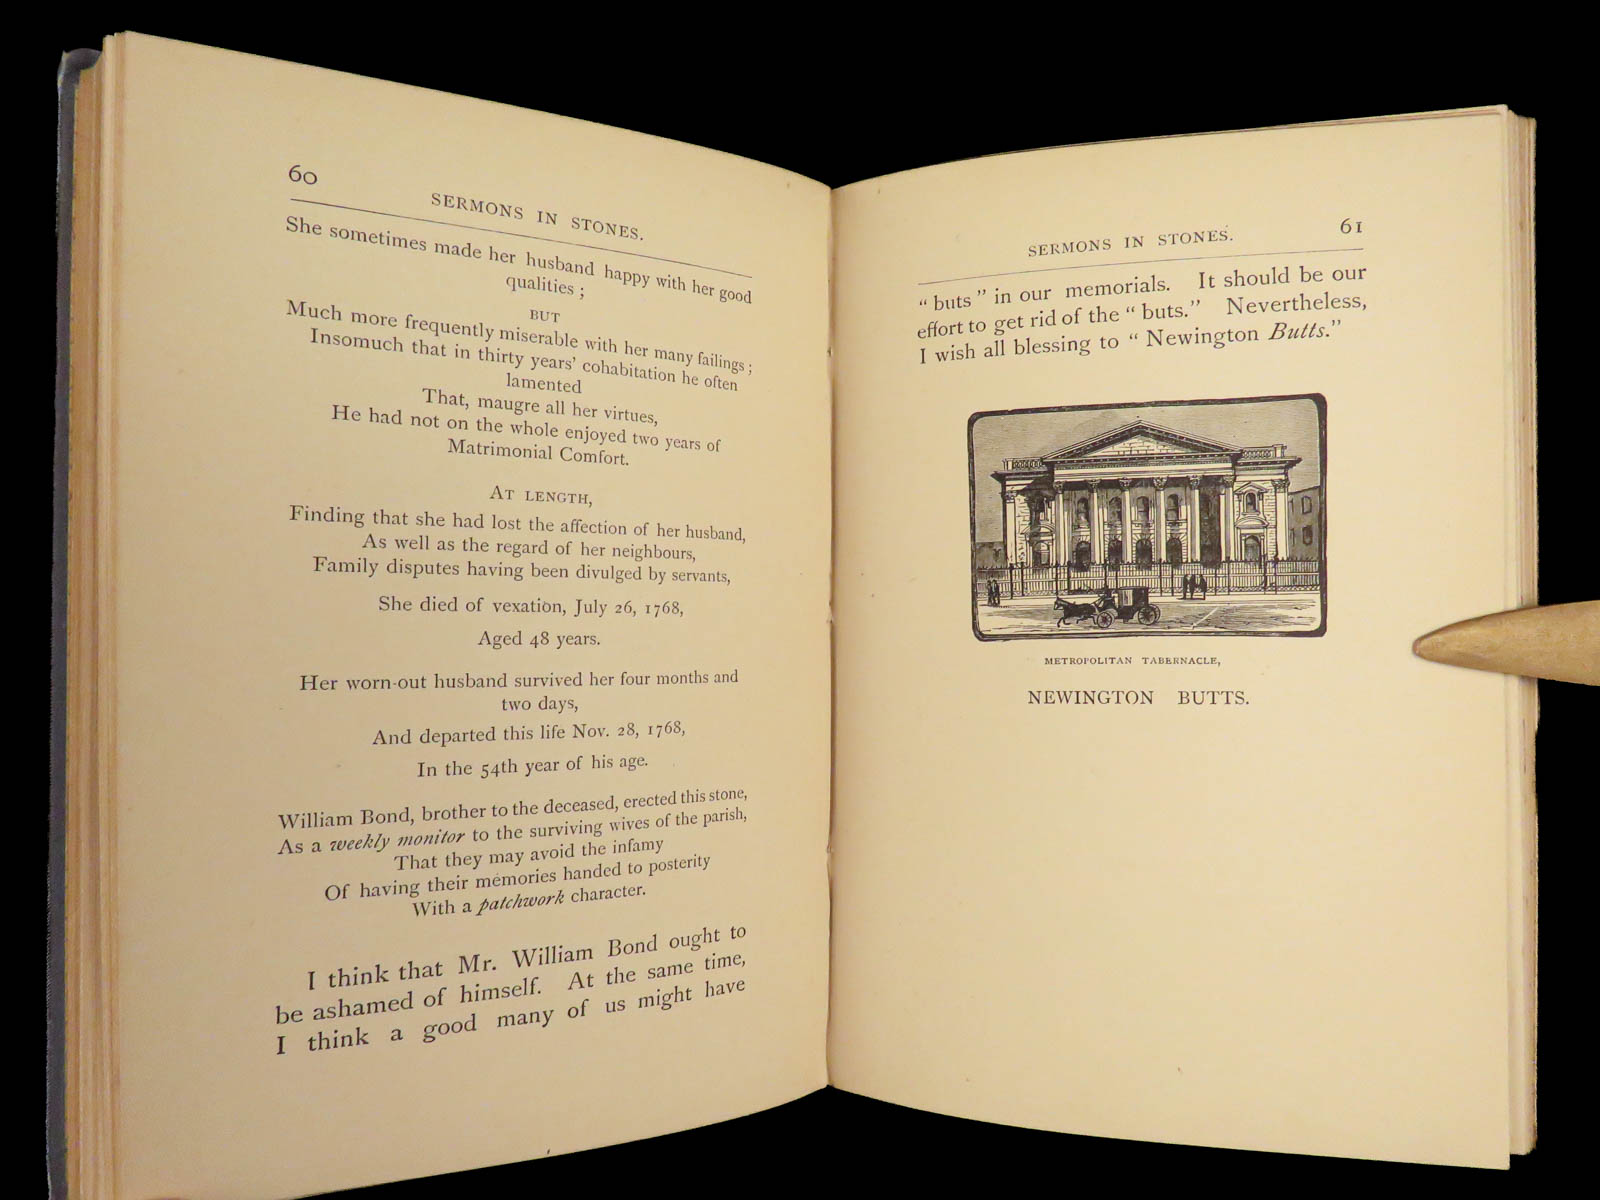 60
SERMONS IN STONES.
She sometimes made her husband happy with her good
qualities ;
BUT
Much more frequently miserable with her many failings ;
Insomuch that in thirty years' cohabitation he often
lamented
That, maugre all her virtues,
He had not on the whole enjoyed two years of
Matrimonial Comfort.
AT LENGTH,
Finding that she had lost the affection of her husband,
As well as the regard of her neighbours,
Family disputes having been divulged by servants,
She died of vexation, July 26, 1768,
Aged 48 years.
Her worn-out husband survived her four months and
two days,
And departed this life Nov. 28, 1768,
In the 54th year of his age.
William Bond, brother to the deceased, erected this stone,
As a weekly monitor to the surviving wives of the parish,
That they may avoid the infamy
Of having their memories handed to posterity
With a patchwork character.
I think that Mr. William Bond ought to
be ashamed of himself. At the same time,
I think a good many of us might have
SERMONS IN STONES.
61
“ buts ” in our memorials. It should be our
effort to get rid of the “ buts.” Nevertheless,
I wish all blessing to “ Newington Butts.”
METROPOLITAN TABERNACLE,
NEWINGTON BUTTS.